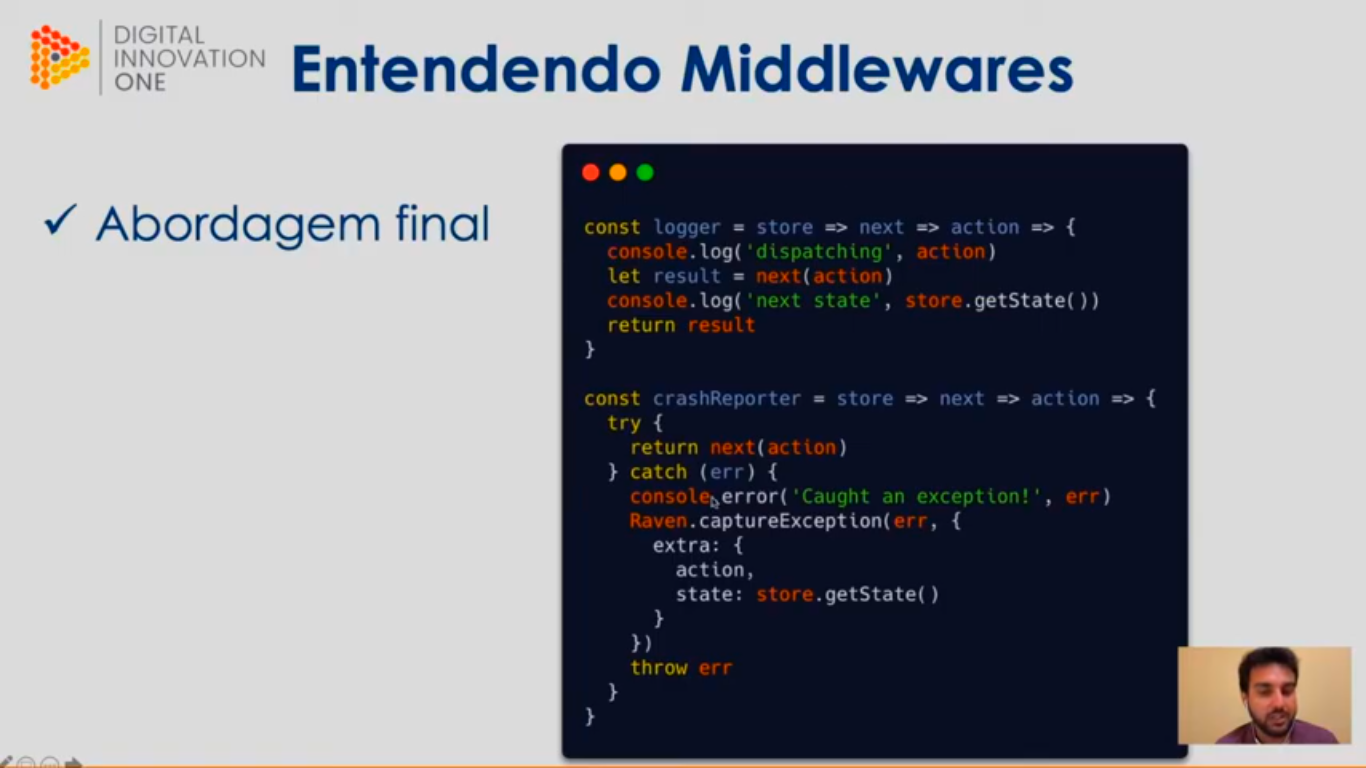 DIGITAL
INNOVATION
ONE
Entendendo Middlewares
✓ Abordagem final
const logger = store => next => action => {
  console.log('dispatching', action)
  let result = next(action)
  console.log('next state', store.getState())
  return result
}
const crashReporter = store => next => action => {
  try {
    return next(action)
  } catch (err) {
    console.error('Caught an exception!', err)
    Raven.captureException(err, {
      extra: {
        action,
        state: store.getState()
      }
    })
    throw err
  }
}